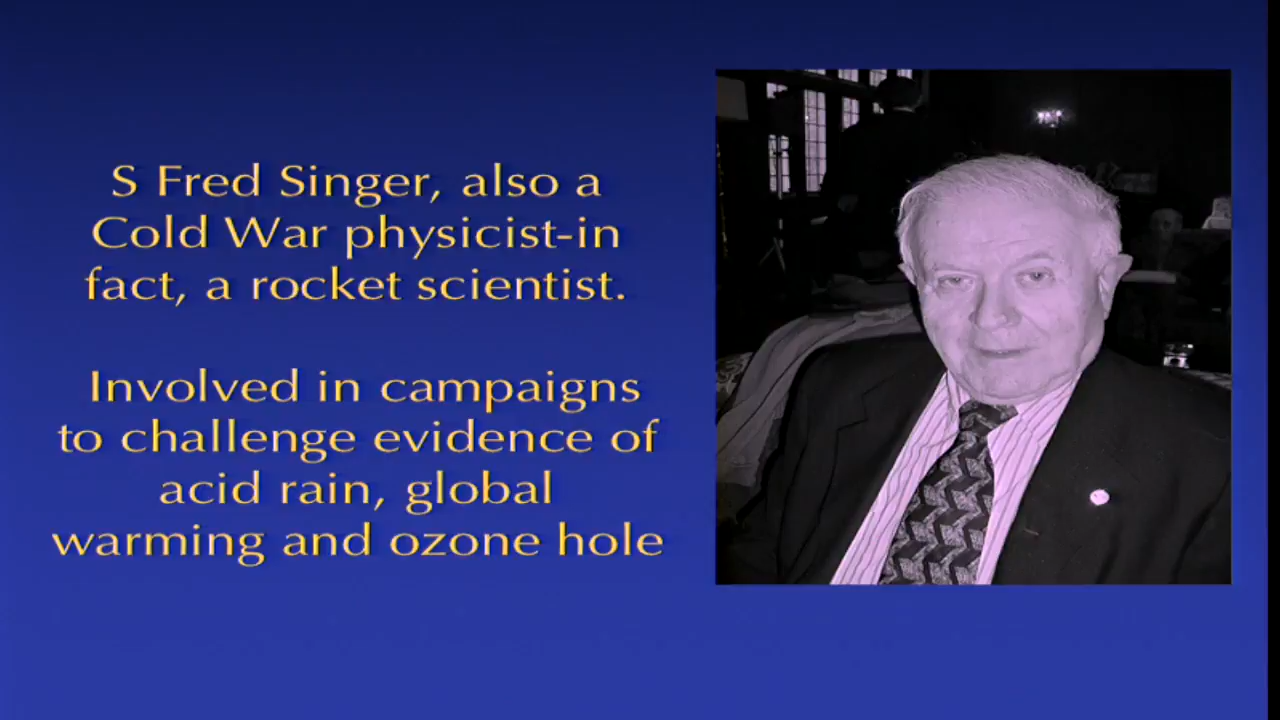 S Fred Singer, also a
Cold War physicist-in
fact, a rocket scientist.
Involved in campaigns
to challenge evidence of
acid rain, global
warming and ozone hole